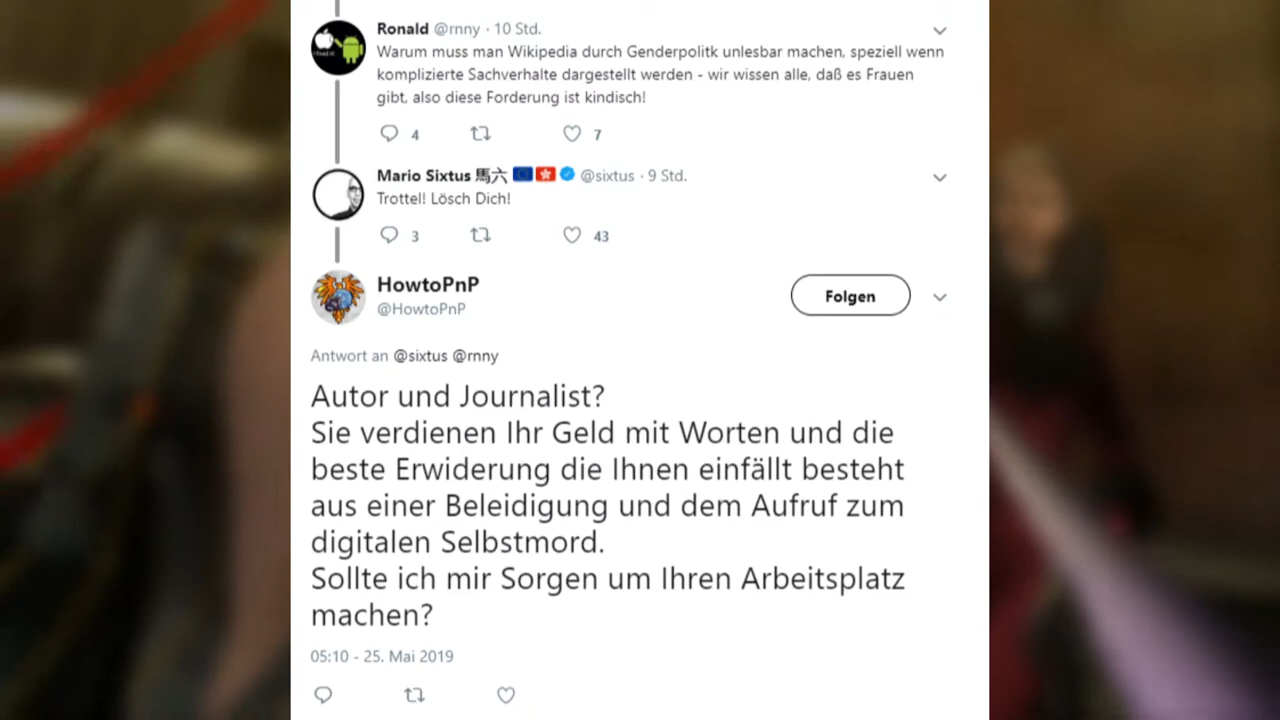 Ronald @rnny · 10 Std.
Warum muss man Wikipedia durch Genderpolitk unlesbar machen, speziell wenn
komplizierte Sachverhalte dargestellt werden - wir wissen alle, daß es Frauen
gibt, also diese Forderung ist kindisch!
4 7
Mario Sixtus 馬六 @sixtus · 9 Std.
Trottel! Lösch Dich!
3 43
HowtoPnP
@HowtoPnP
Folgen
Antwort an @sixtus @rnny
Autor und Journalist?
Sie verdienen Ihr Geld mit Worten und die
beste Erwiderung die Ihnen einfällt besteht
aus einer Beleidigung und dem Aufruf zum
digitalen Selbstmord.
Sollte ich mir Sorgen um Ihren Arbeitsplatz
machen?
05:10 - 25. Mai 2019